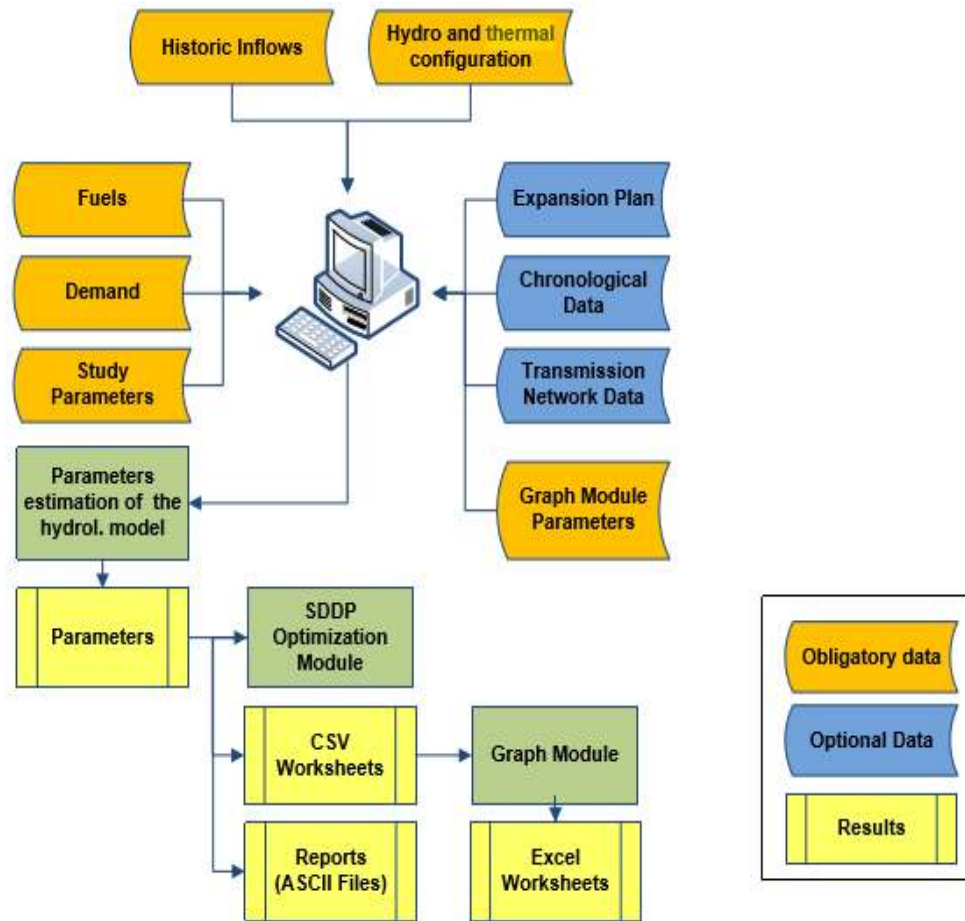 Historic Inflows
Hydro and thermal
configuration
Fuels
Demand
Study
Parameters
Expansion Plan
Chronological
Data
Transmission
Network Data
Graph Module
Parameters
Parameters
estimation of the
hydrol. model
Parameters
SDDP
Optimization
Module
CSV
Worksheets
Graph Module
Reports
(ASCII Files)
Excel
Worksheets
Obligatory data
Optional Data
Results